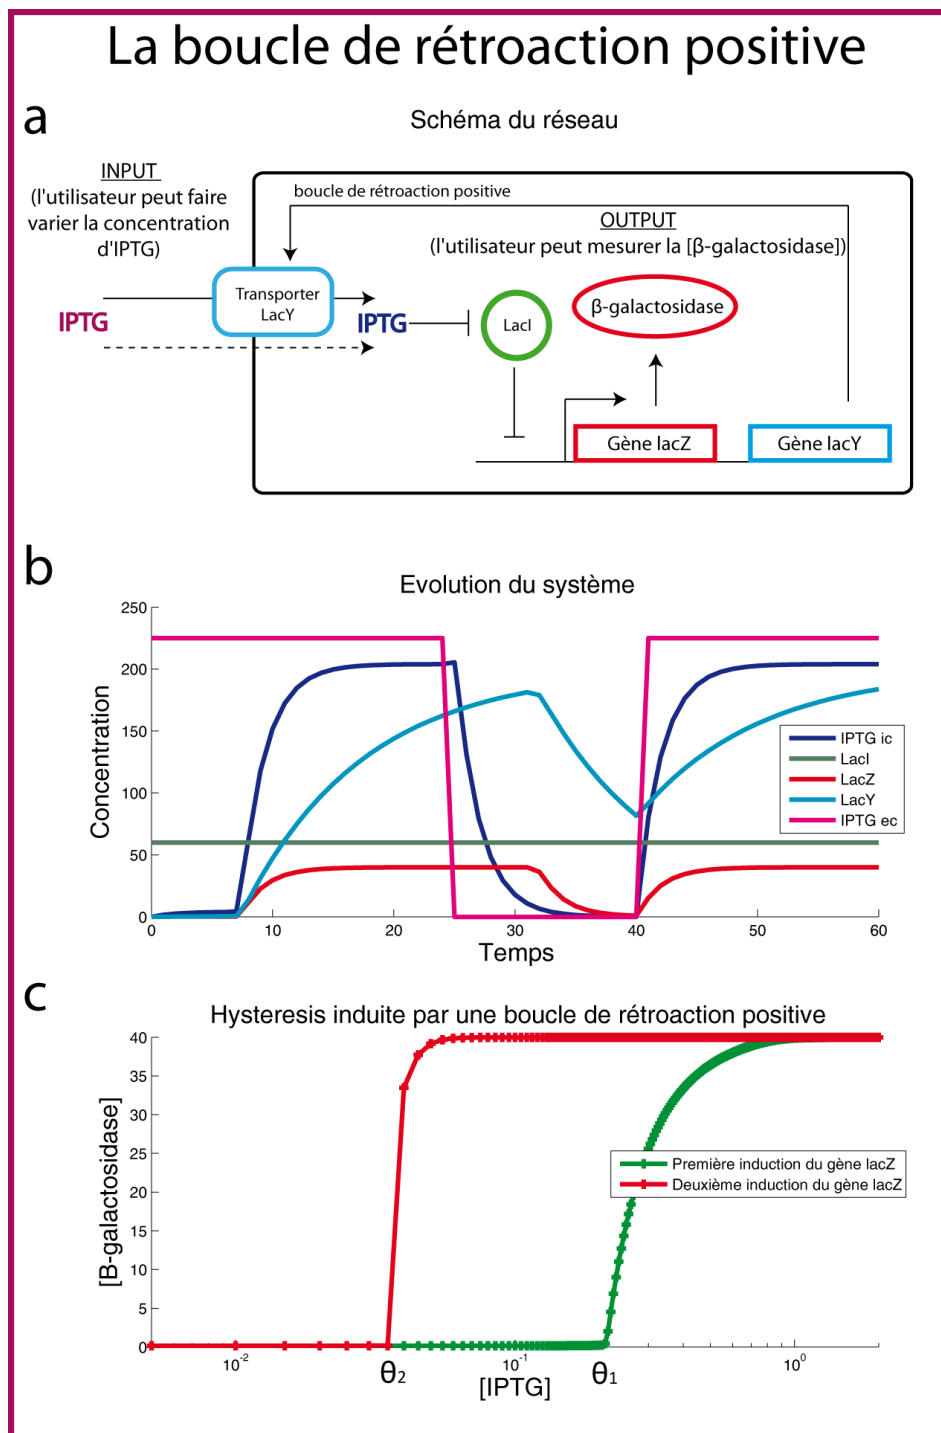 La boucle de rétroaction positive
a
Schéma du réseau
INPUT
(l'utilisateur peut faire
varier la concentration
d'IPTG)
boucle de rétroaction positive
OUTPUT
(l'utilisateur peut mesurer la [β-galactosidase])
Transporter
LacY
IPTG
IPTG
LacI
β-galactosidase
Gène lacZ
Gène lacY
b
Evolution du système
250
200
150
100
50
0
Concentration
0 10 20 30 40 50 60
Temps
IPTG ic
LacI
LacZ
LacY
IPTG ec
c
Hysteresis induite par une boucle de rétroaction positive
40
35
30
25
20
15
10
5
0
[B-galactosidase]
Première induction du gène lacZ
Deuxième induction du gène lacZ
10⁻² 10⁻¹ 10⁰
θ₂ θ₁
[IPTG]